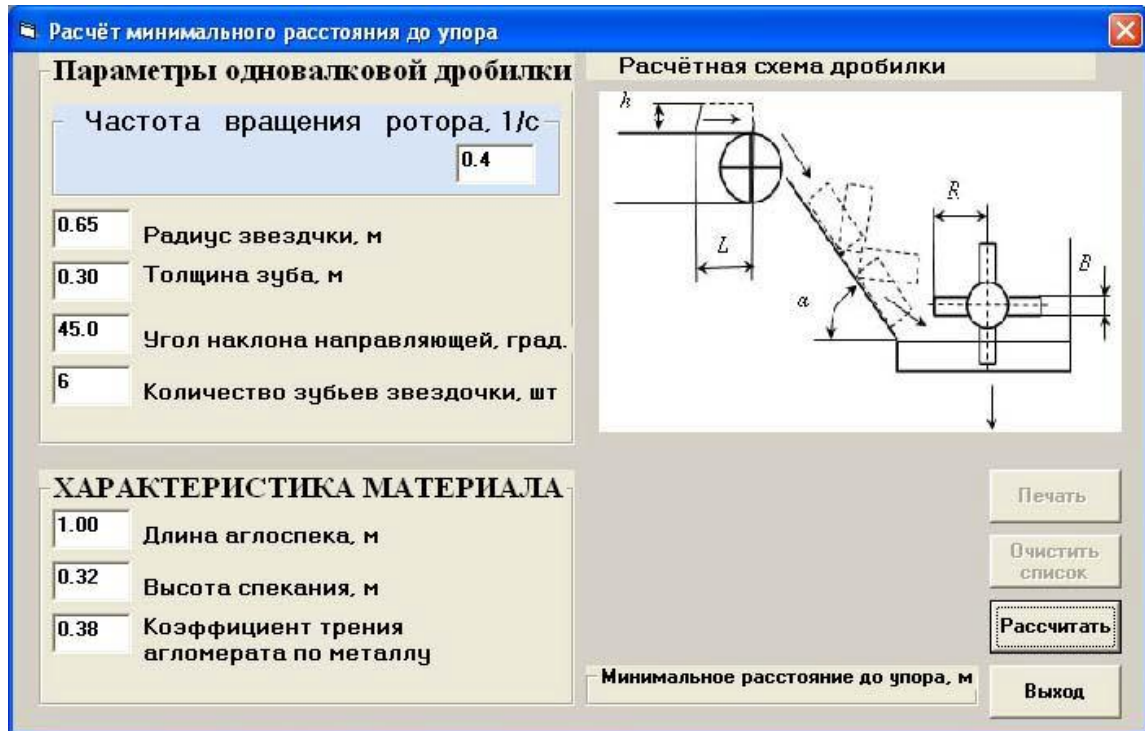 Расчёт минимального расстояния до упора
Параметры одновалковой дробилки
Частота вращения ротора, 1/с
0.4
0.65
Радиус звездчки, м
0.30
Толщина зуба, м
45.0
Угол наклона направляющей, град.
6
Количество зубьев звездочки, шт
Расчётная схема дробилки
h
R
L
B
α
ХАРАКТЕРИСТИКА МАТЕРИАЛА
1.00
Длина аглоспека, м
0.32
Высота спекания, м
0.38
Коэффициент трения
агломерата по металлу
Печать
Очистить
список
Рассчитать
Минимальное расстояние до упора, м
Выход